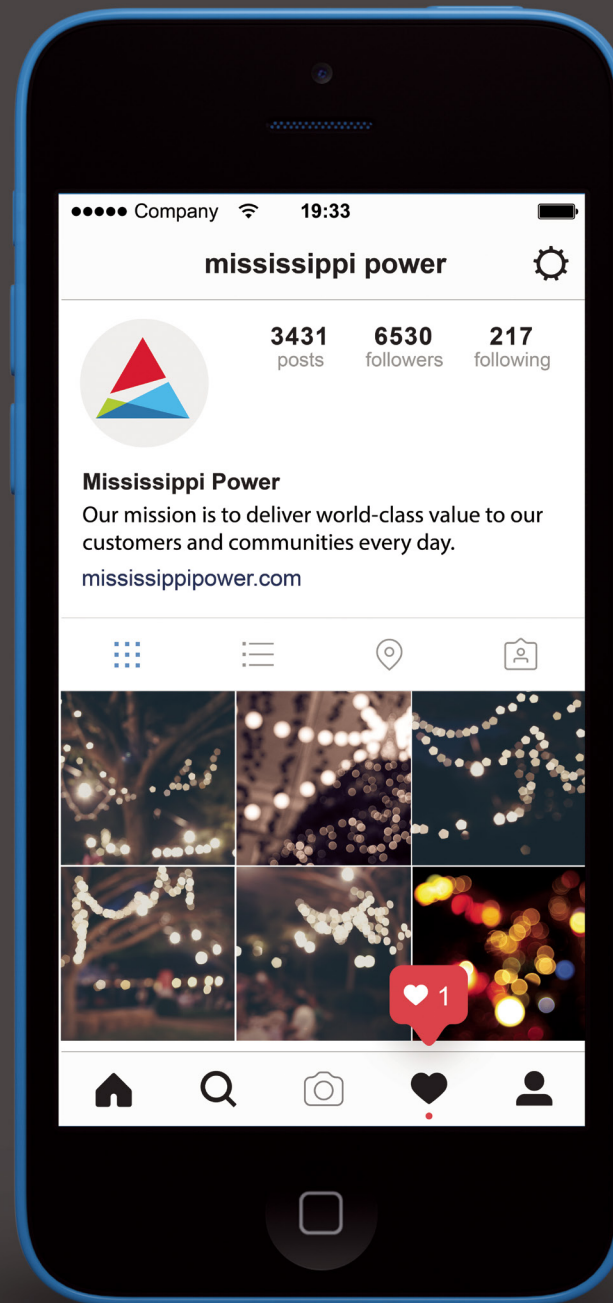 ●●●●● Company 19:33
mississippi power
3431 6530 217
posts followers following
Mississippi Power
Our mission is to deliver world-class value to our
customers and communities every day.
mississippipower.com
1